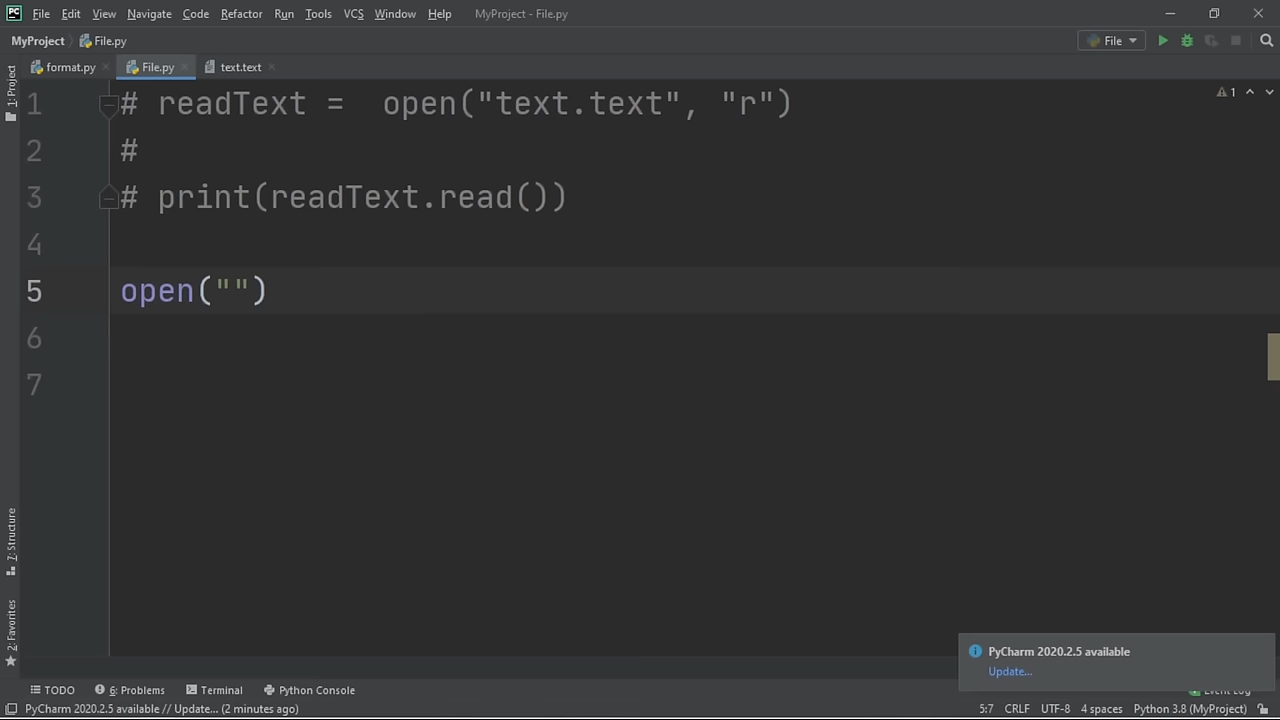 PC File Edit View Navigate Code Refactor Run Tools VCS Window Help MyProject - File.py
MyProject File.py File
format.py File.py text.text
1: Project
1 # readText =  open("text.text", "r") 1
2 #
3 # print(readText.read())
4
5 open("")
6
7
7: Structure
2: Favorites
PyCharm 2020.2.5 available
Update...
TODO 6: Problems Terminal Python Console Event Log
PyCharm 2020.2.5 available // Update... (2 minutes ago) 5:7 CRLF UTF-8 4 spaces Python 3.8 (MyProject)